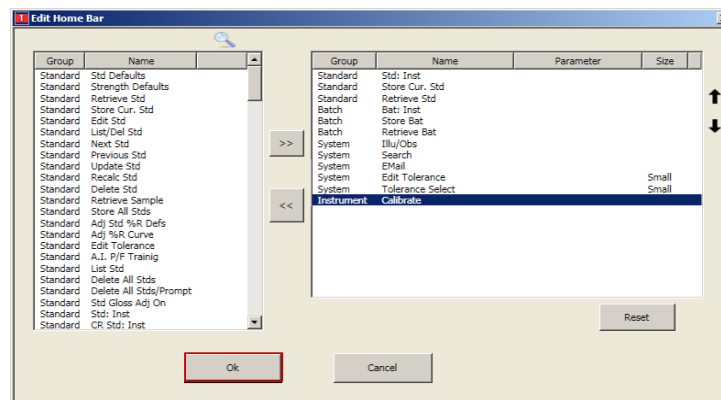 Edit Home Bar
Group Name
Standard Std Defaults
Standard Strength Defaults
Standard Retrieve Std
Standard Store Cur. Std
Standard Edit Std
Standard List/Del Std
Standard Next Std
Standard Previous Std
Standard Update Std
Standard Recalc Std
Standard Delete Std
Standard Retrieve Sample
Standard Store All Stds
Standard Adj Std %R Defs
Standard Adj %R Curve
Standard Edit Tolerance
Standard A.I. P/F Trainig
Standard List Std
Standard Delete All Stds
Standard Delete All Stds/Prompt
Standard Std Gloss Adj On
Standard Std: Inst
Standard CR Std: Inst
>>
<<
Group Name Parameter Size
Standard Std: Inst
Standard Store Cur. Std
Standard Retrieve Std
Batch Bat: Inst
Batch Store Bat
Batch Retrieve Bat
System Illu/Obs
System Search
System EMail
System Edit Tolerance Small
System Tolerance Select Small
Instrument Calibrate
Reset
Ok Cancel